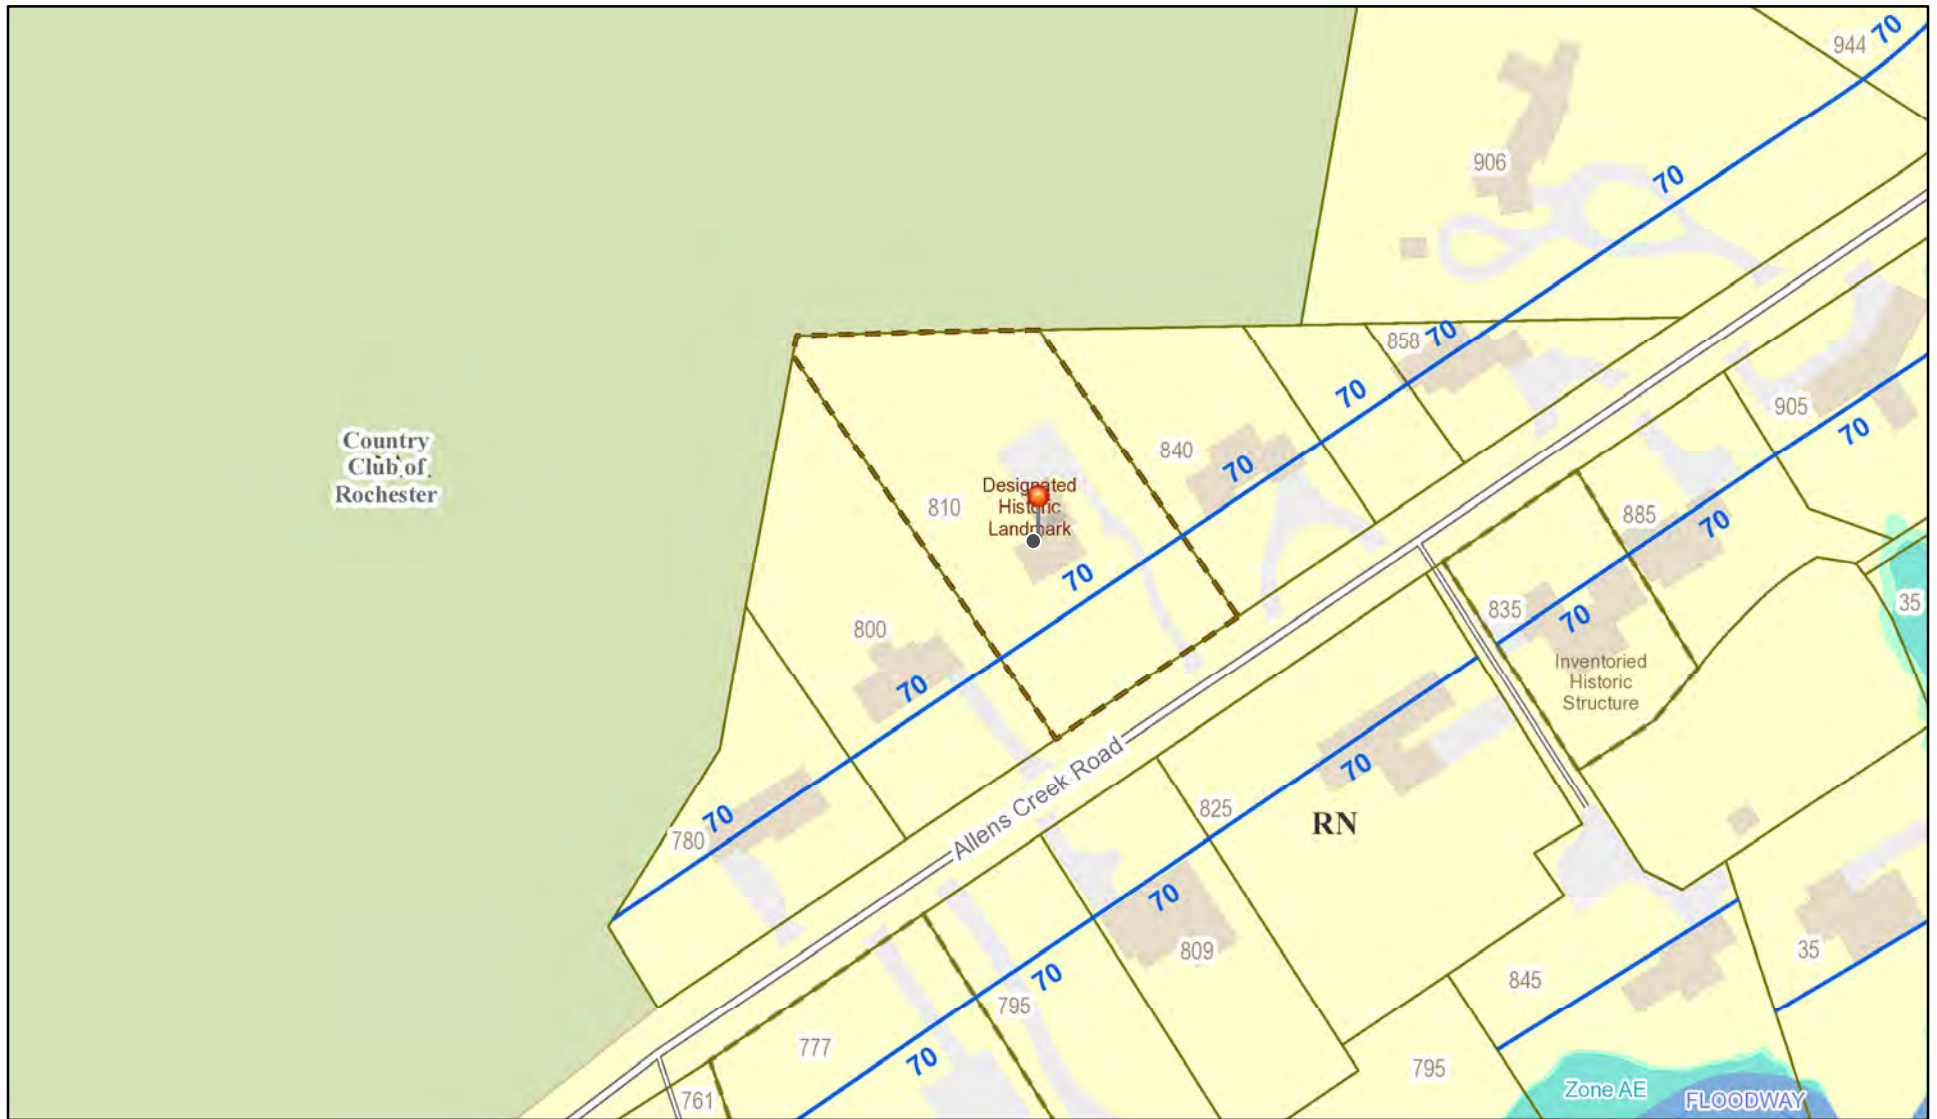 944
70
906
70
858
70
70
905
70
Country
Club of
Rochester
840
70
Designated
Historic
Landmark
810
885
70
70
35
835
70
800
Inventoried
Historic
Structure
70
Allens Creek Road
70
825
RN
780
70
70
809
35
795
70
845
777
70
795
Zone AE
FLOODWAY
761